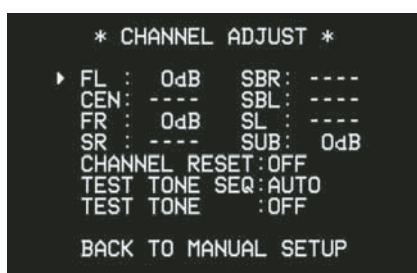 * CHANNEL ADJUST *
▶ FL : 0dB SBR: ----
CEN: ---- SBL: ----
FR : 0dB SL : ----
SR : ---- SUB: 0dB
CHANNEL RESET:OFF
TEST TONE SEQ:AUTO
TEST TONE :OFF
BACK TO MANUAL SETUP